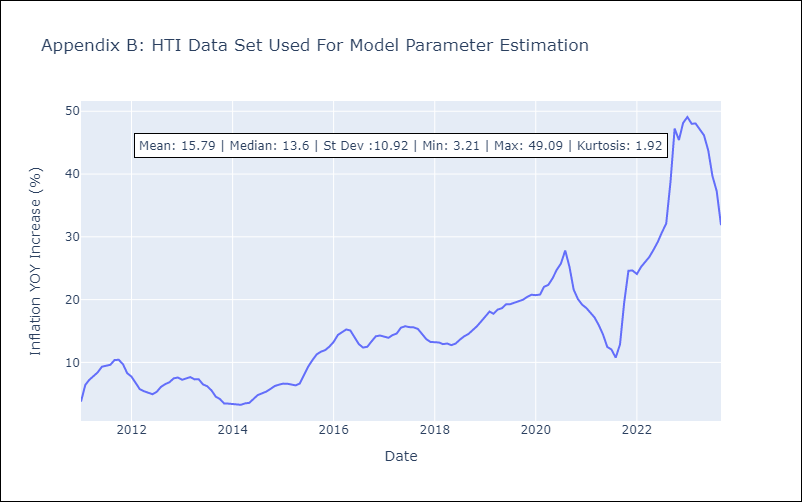 Appendix B: HTI Data Set Used For Model Parameter Estimation
50
Mean: 15.79 | Median: 13.6 | St Dev :10.92 | Min: 3.21 | Max: 49.09 | Kurtosis: 1.92
40
30
20
10
Inflation YOY Increase (%)
2012 2014 2016 2018 2020 2022
Date